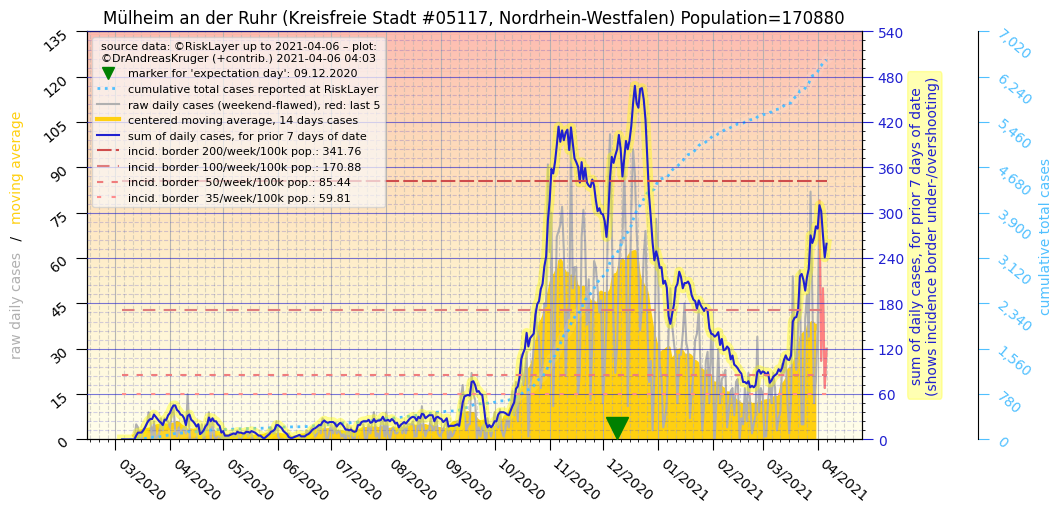 Mülheim an der Ruhr (Kreisfreie Stadt #05117, Nordrhein-Westfalen) Population=170880
source data: ©RiskLayer up to 2021-04-06 – plot:
©DrAndreasKruger (+contrib.) 2021-04-06 04:03
marker for 'expectation day': 09.12.2020
cumulative total cases reported at RiskLayer
raw daily cases (weekend-flawed), red: last 5
centered moving average, 14 days cases
sum of daily cases, for prior 7 days of date
incid. border 200/week/100k pop.: 341.76
incid. border 100/week/100k pop.: 170.88
incid. border  50/week/100k pop.: 85.44
incid. border  35/week/100k pop.: 59.81
raw daily cases / moving average
135
120
105
90
75
60
45
30
15
0
03/2020
04/2020
05/2020
06/2020
07/2020
08/2020
09/2020
10/2020
11/2020
12/2020
01/2021
02/2021
03/2021
04/2021
540
480
420
360
300
240
180
120
60
0
sum of daily cases, for prior 7 days of date
(shows incidence border under-/overshooting)
7,020
6,240
5,460
4,680
3,900
3,120
2,340
1,560
780
0
cumulative total cases